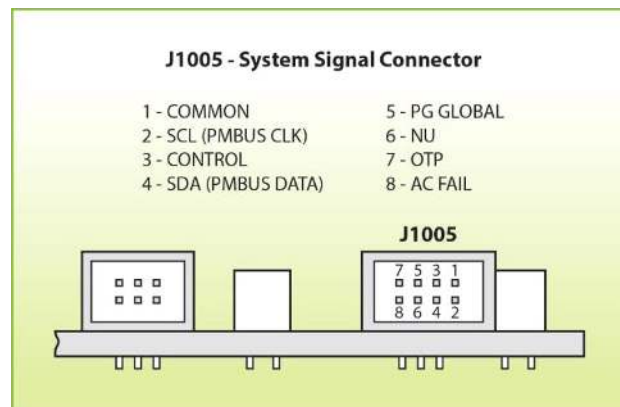 J1005 - System Signal Connector
1 - COMMON
2 - SCL (PMBUS CLK)
3 - CONTROL
4 - SDA (PMBUS DATA)
5 - PG GLOBAL
6 - NU
7 - OTP
8 - AC FAIL
J1005
7 5 3 1
8 6 4 2